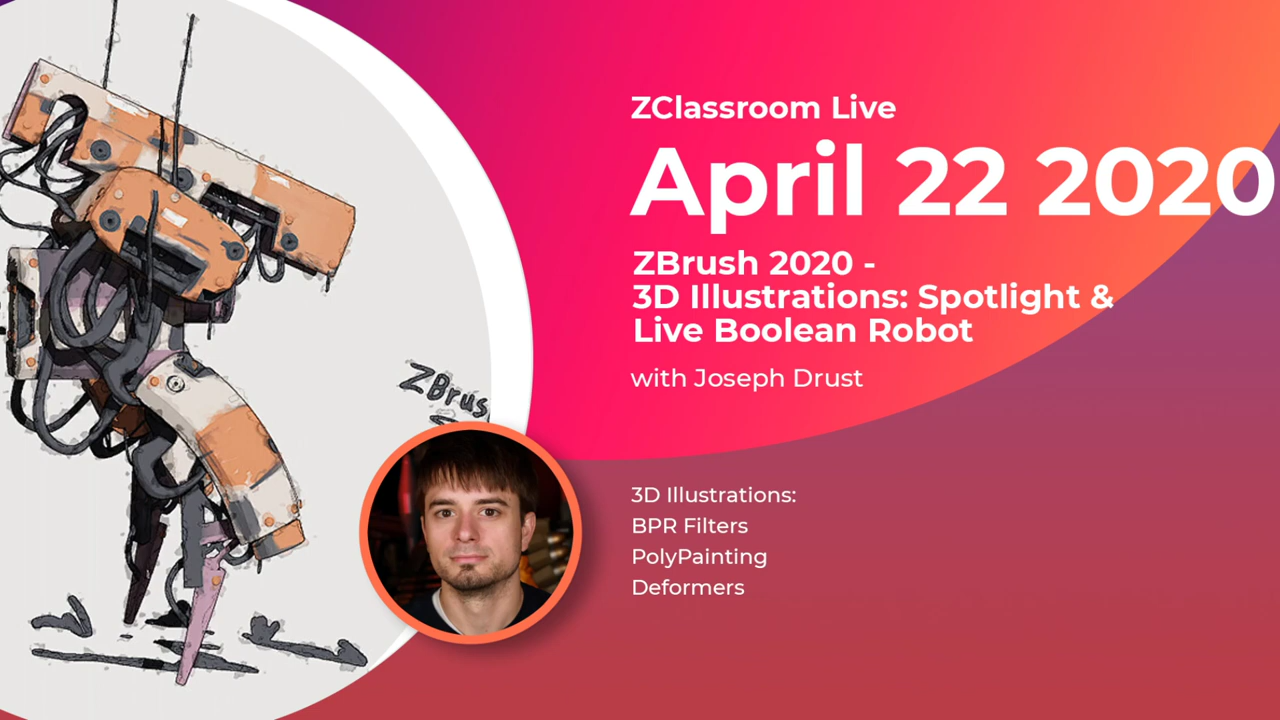 ZClassroom Live
April 22 2020
ZBrush 2020 -
3D Illustrations: Spotlight &
Live Boolean Robot
with Joseph Drust
ZBrus
3D Illustrations:
BPR Filters
PolyPainting
Deformers